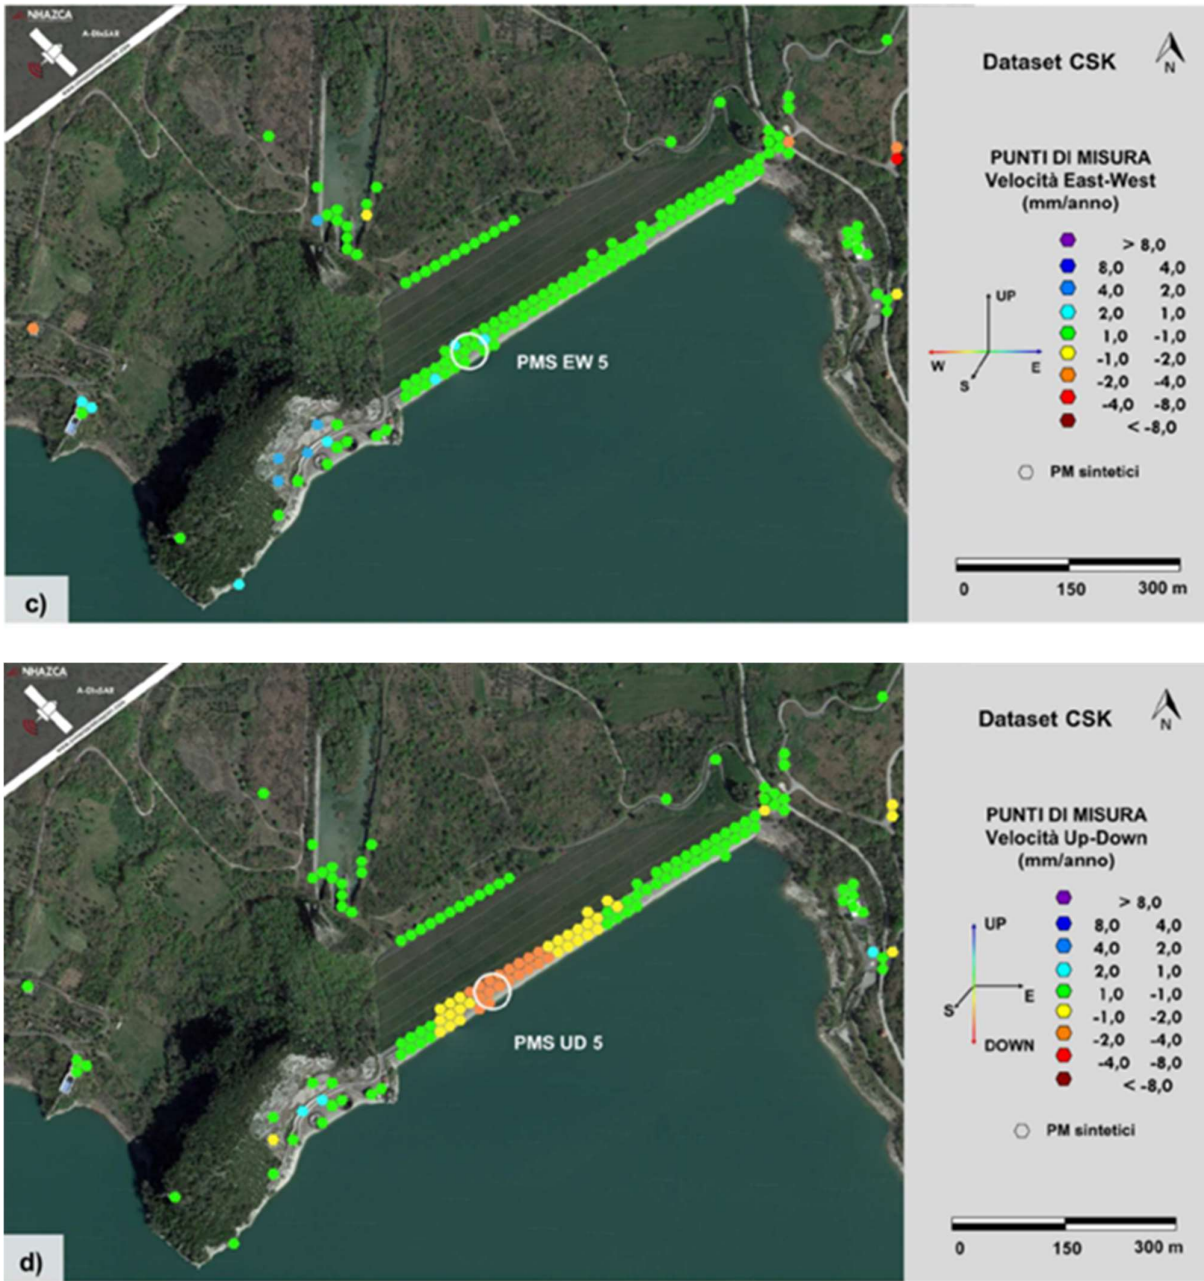 NHAZCA
A-DInSAR
Dataset CSK
N
PUNTI DI MISURA
Velocità East-West
(mm/anno)
> 8,0
8,0 4,0
4,0 2,0
2,0 1,0
1,0 -1,0
-1,0 -2,0
-2,0 -4,0
-4,0 -8,0
< -8,0
UP
W
E
S
PM sintetici
PMS EW 5
0 150 300 m
c)
NHAZCA
A-DInSAR
Dataset CSK
N
PUNTI DI MISURA
Velocità Up-Down
(mm/anno)
> 8,0
8,0 4,0
4,0 2,0
2,0 1,0
1,0 -1,0
-1,0 -2,0
-2,0 -4,0
-4,0 -8,0
< -8,0
UP
S
E
DOWN
PM sintetici
PMS UD 5
0 150 300 m
d)